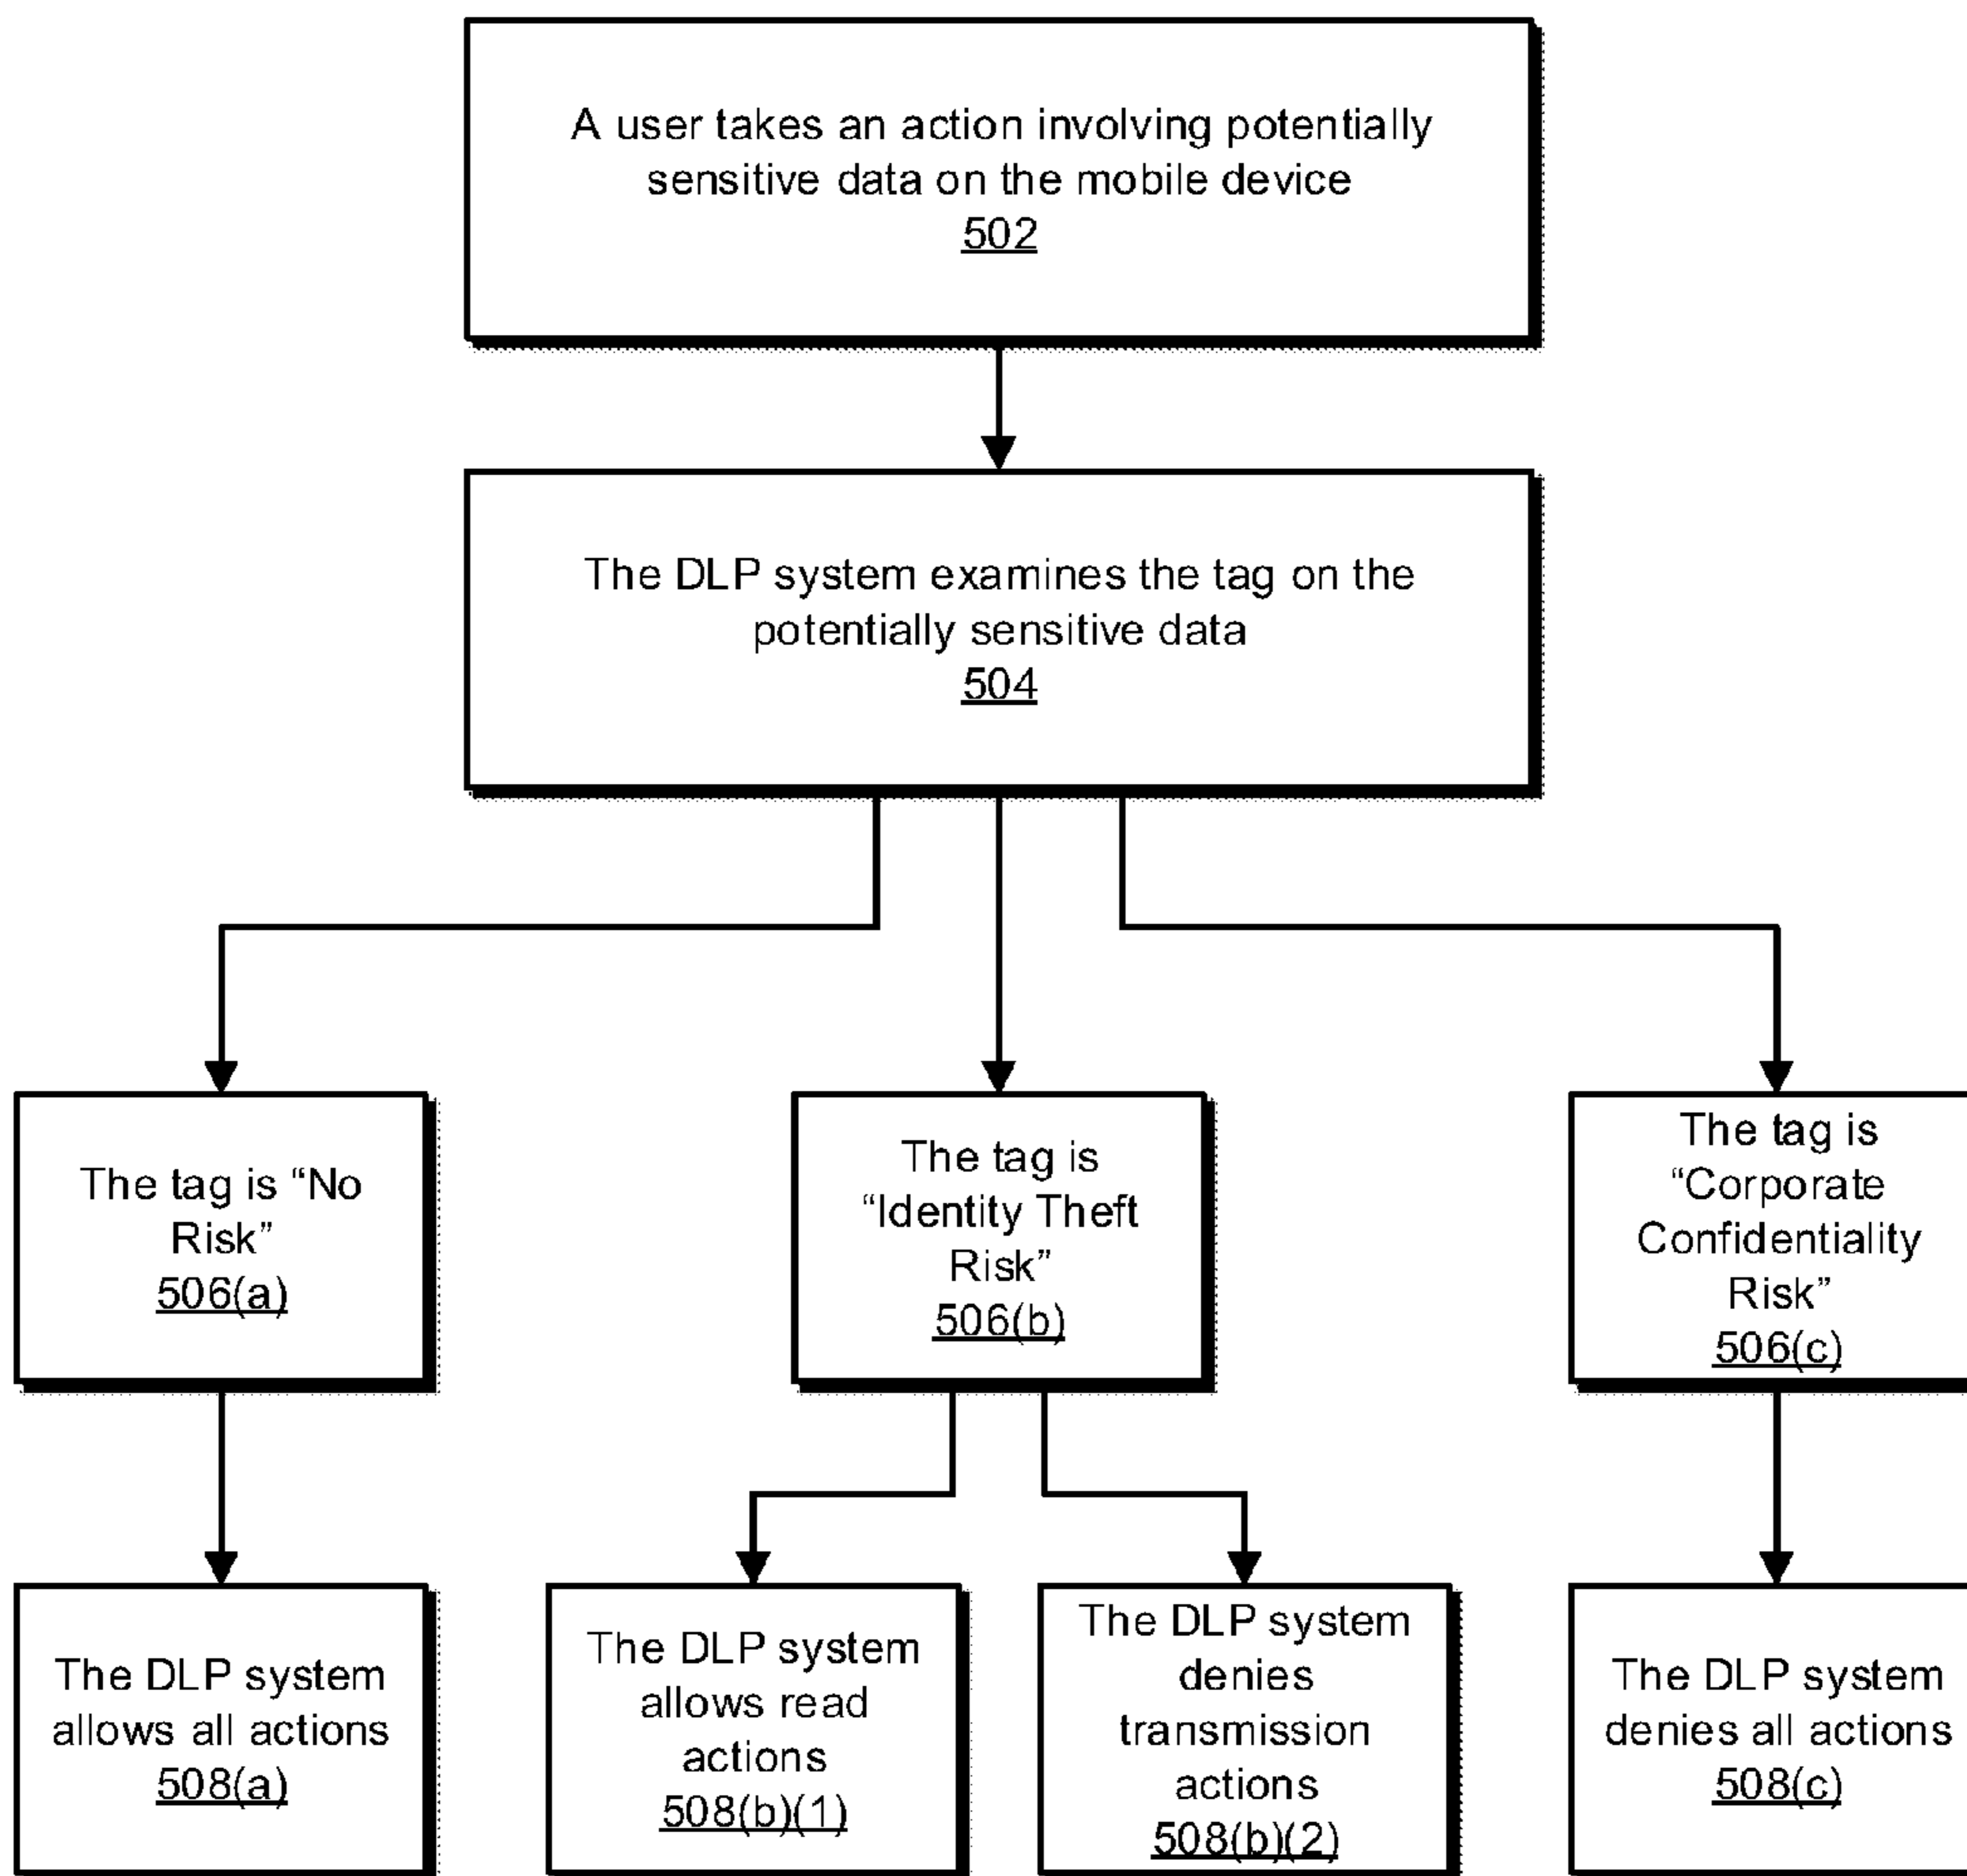 A user takes an action involving potentially
sensitive data on the mobile device
502
The DLP system examines the tag on the
potentially sensitive data
504
The tag is “No
Risk”
506(a)
The tag is
“Identity Theft
Risk”
506(b)
The tag is
“Corporate
Confidentiality
Risk”
506(c)
The DLP system
allows all actions
508(a)
The DLP system
allows read
actions
508(b)(1)
The DLP system
denies
transmission
actions
508(b)(2)
The DLP system
denies all actions
508(c)